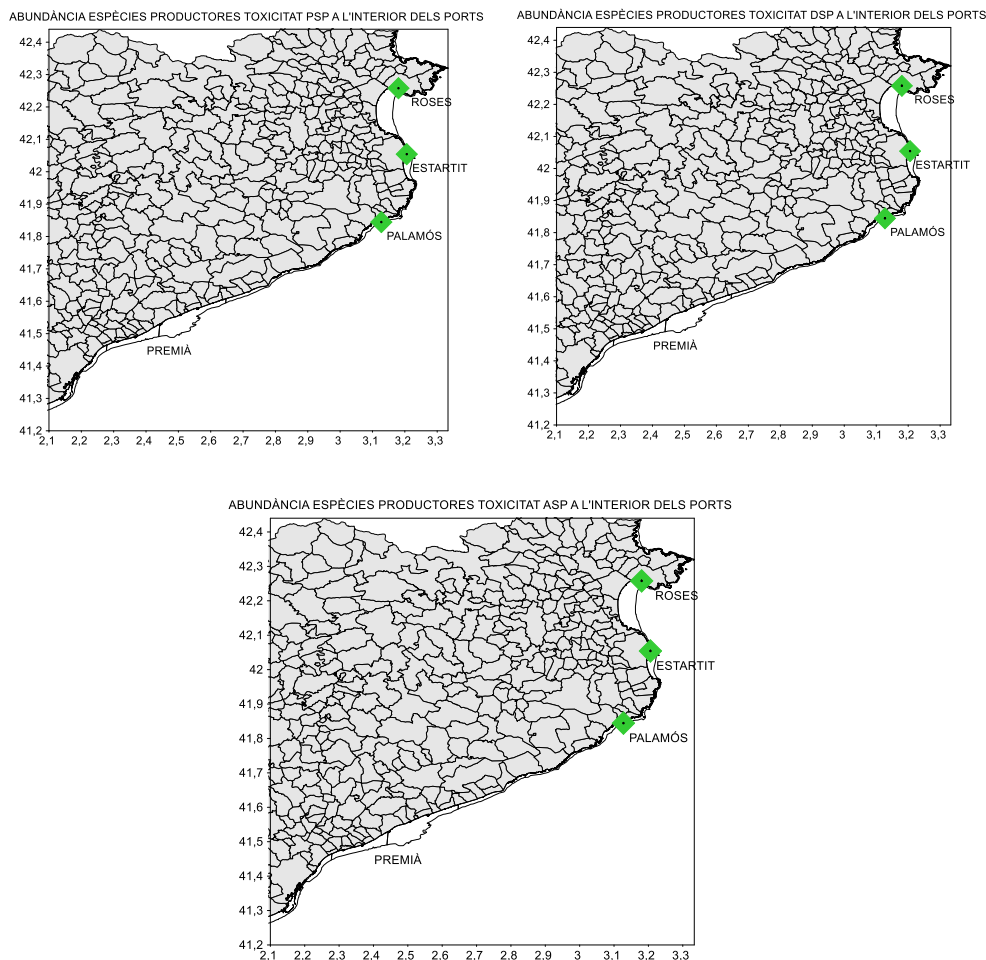 ABUNDÀNCIA ESPÈCIES PRODUCTORES TOXICITAT PSP A L'INTERIOR DELS PORTS
42,4
42,3
42,2
42,1
42
41,9
41,8
41,7
41,6
41,5
41,4
41,3
41,2
ROSES
ESTARTIT
PALAMÓS
PREMIÀ
2,1 2,2 2,3 2,4 2,5 2,6 2,7 2,8 2,9 3 3,1 3,2 3,3
ABUNDÀNCIA ESPÈCIES PRODUCTORES TOXICITAT DSP A L'INTERIOR DELS PORTS
42,4
42,3
42,2
42,1
42
41,9
41,8
41,7
41,6
41,5
41,4
41,3
41,2
ROSES
ESTARTIT
PALAMÓS
PREMIÀ
2,1 2,2 2,3 2,4 2,5 2,6 2,7 2,8 2,9 3 3,1 3,2 3,3
ABUNDÀNCIA ESPÈCIES PRODUCTORES TOXICITAT ASP A L'INTERIOR DELS PORTS
42,4
42,3
42,2
42,1
42
41,9
41,8
41,7
41,6
41,5
41,4
41,3
41,2
ROSES
ESTARTIT
PALAMÓS
PREMIÀ
2,1 2,2 2,3 2,4 2,5 2,6 2,7 2,8 2,9 3 3,1 3,2 3,3